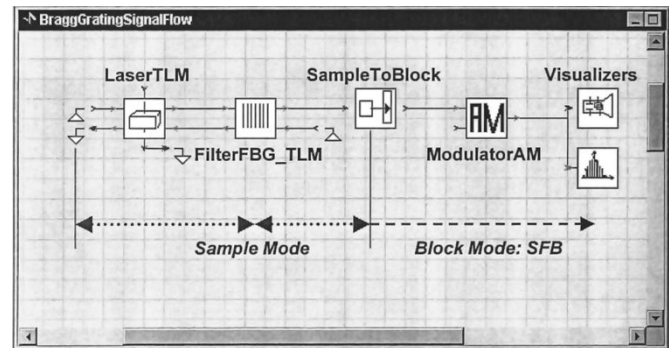 BraggGratingSignalFlow
LaserTLM
SampleToBlock
Visualizers
AM
FilterFBG_TLM
ModulatorAM
Sample Mode
Block Mode: SFB